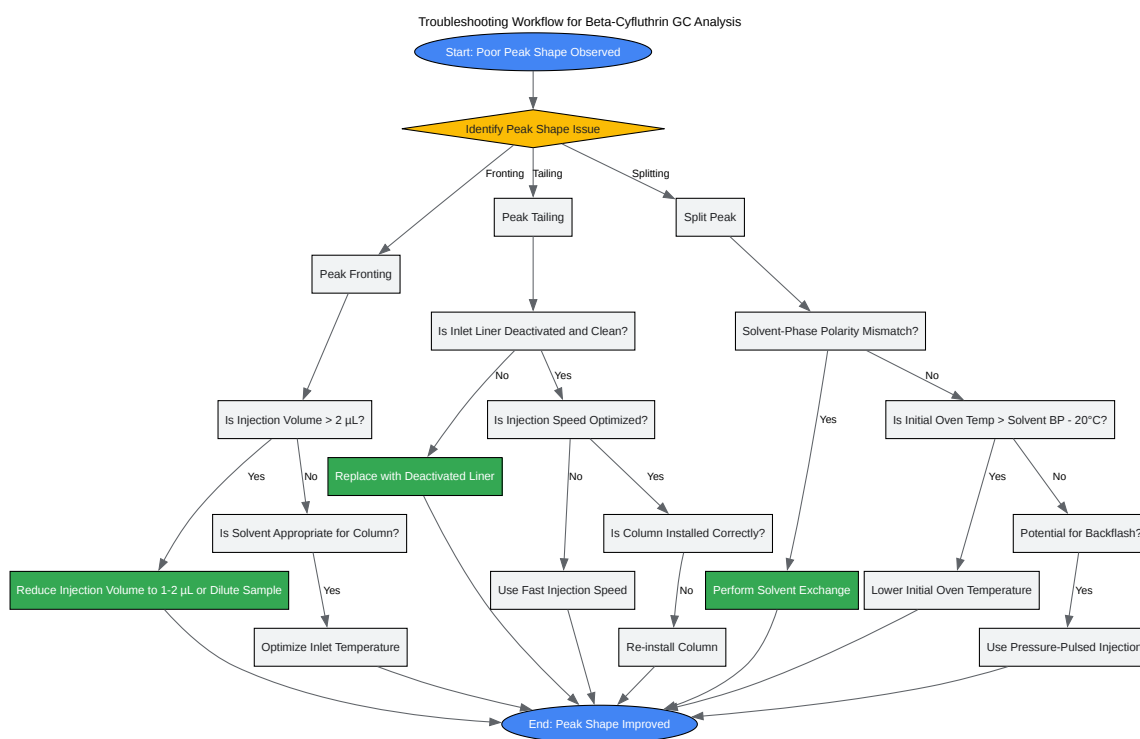 Troubleshooting Workflow for Beta-Cyfluthrin GC Analysis
Start: Poor Peak Shape Observed
Identify Peak Shape Issue
Fronting
Tailing
Splitting
Peak Tailing
Split Peak
Peak Fronting
Is Inlet Liner Deactivated and Clean?
Solvent-Phase Polarity Mismatch?
No
Yes
No
Is Injection Volume > 2 µL?
Is Injection Speed Optimized?
Yes
Is Initial Oven Temp > Solvent BP - 20°C?
Yes
No
Replace with Deactivated Liner
No
Yes
Yes
No
Is Solvent Appropriate for Column?
Is Column Installed Correctly?
Potential for Backflash?
Reduce Injection Volume to 1-2 µL or Dilute Sample
Yes
Use Fast Injection Speed
No
Perform Solvent Exchange
Lower Initial Oven Temperature
Yes
Optimize Inlet Temperature
Re-install Column
Use Pressure-Pulsed Injection
End: Peak Shape Improved